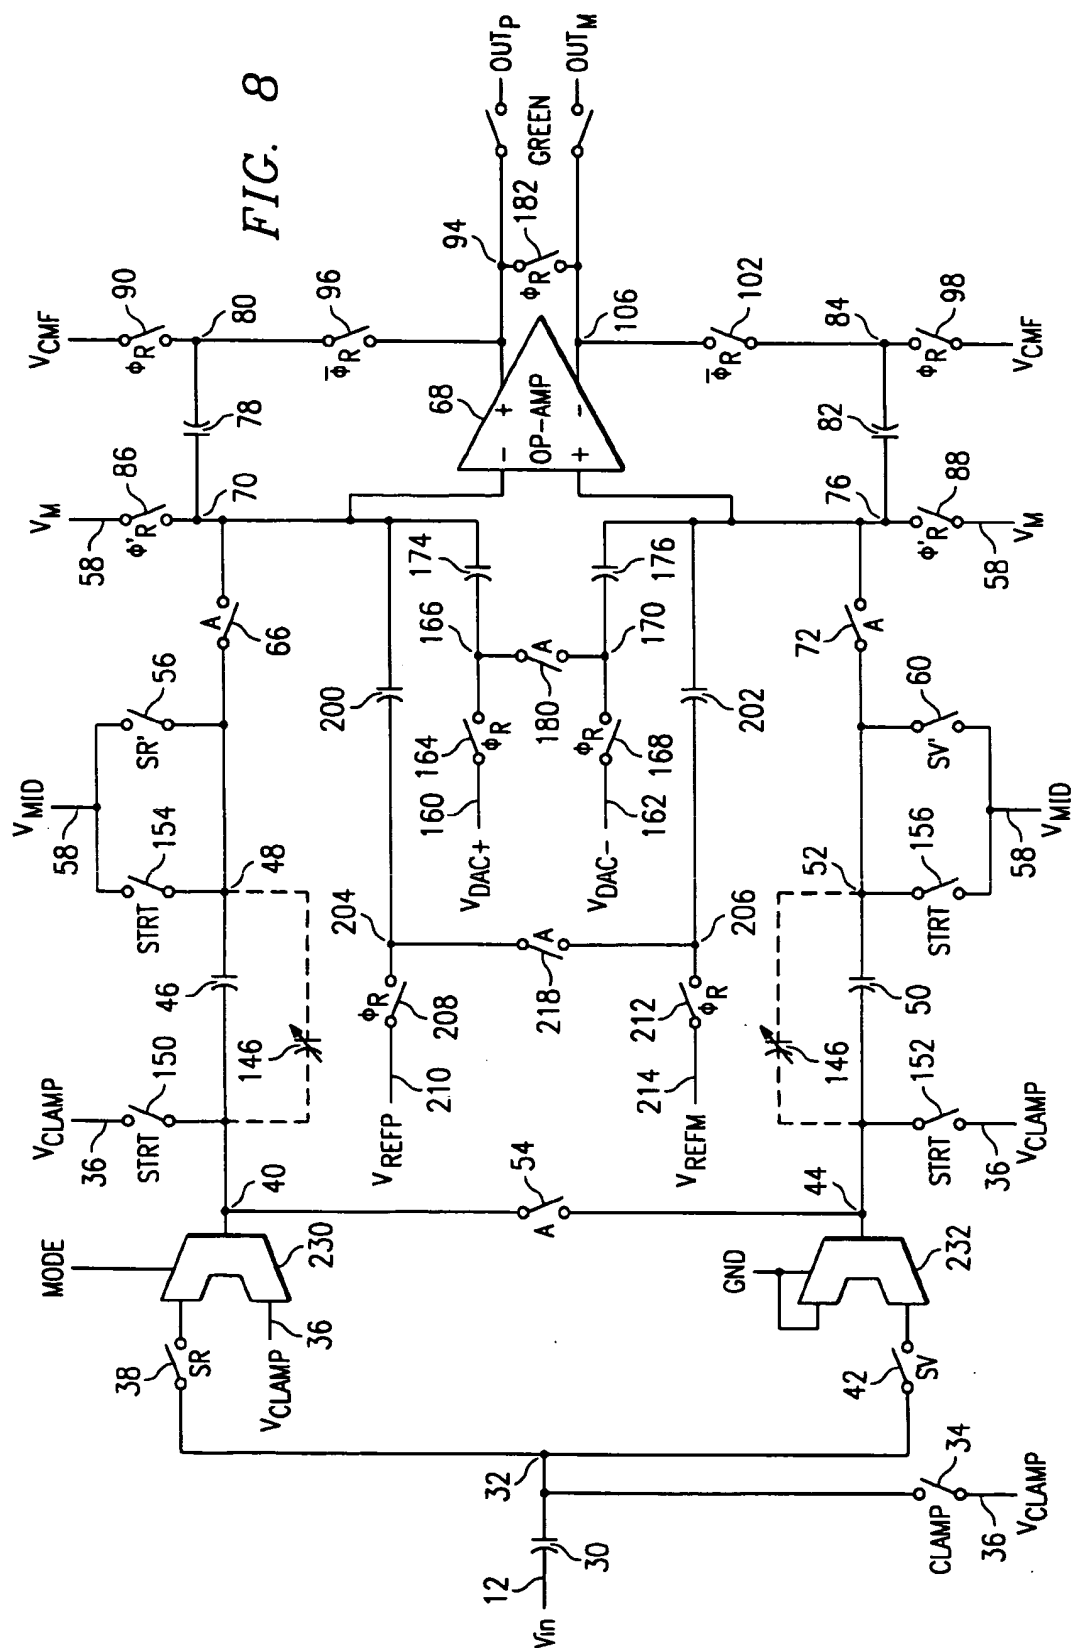 FIG. 8
MODE
V_CLAMP
V_MID
V_M
V_CMF
36
58
58
STRT
150
STRT
154
SR'
56
ϕ'_R
86
ϕ_R
90
38
SR
40
46
48
A
66
70
78
80
230
V_CLAMP
36
146
ϕ̄_R
96
54
A
V_REFP
210
ϕ_R
208
204
200
V_DAC+
160
164
ϕ_R
166
174
68
OP-AMP
-
+
+
-
94
OUT_P
ϕ_R
182
GREEN
OUT_M
106
A
218
A
180
V_DAC-
162
ϕ_R
168
170
176
V_REFM
214
212
ϕ_R
206
202
Vin
12
30
32
GND
146
ϕ̄_R
102
42
SV
232
44
50
52
72
A
76
82
84
CLAMP
34
36
V_CLAMP
STRT
152
36
V_CLAMP
STRT
156
SV'
60
58
V_MID
ϕ'_R
88
58
V_M
ϕ_R
98
V_CMF